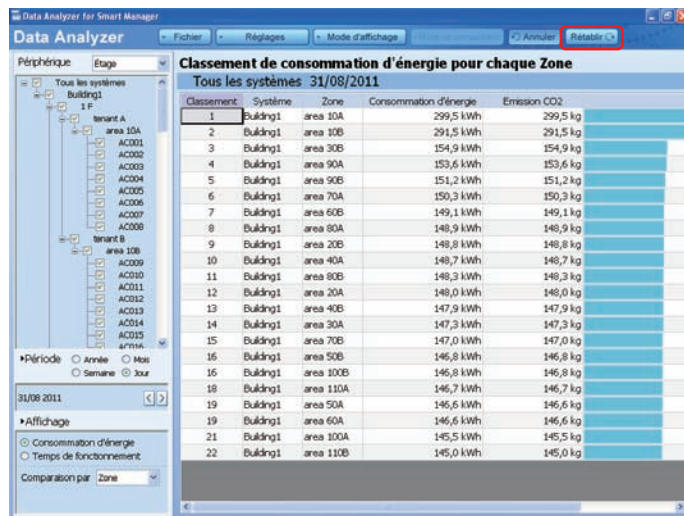 Data Analyzer for Smart Manager
Data Analyzer
Fichier
Réglages
Mode d'affichage
Annuler
Rétablir
Périphérique Étage
Tous les systèmes
Building1
1 F
tenant A
area 10A
AC001
AC002
AC003
AC004
AC005
AC006
AC007
AC008
tenant B
area 10B
AC009
AC010
AC011
AC012
AC013
AC014
AC015
AC016
Période Année Mois
Semaine Jour
31/08 2011
Affichage
Consommation d'énergie
Temps de fonctionnement
Comparaison par Zone
Classement de consommation d'énergie pour chaque Zone
Tous les systèmes 31/08/2011
Classement Système Zone Consommation d'énergie Emission CO2
1 Building1 area 10A 299,5 kWh 299,5 kg
2 Building1 area 10B 291,5 kWh 291,5 kg
3 Building1 area 30B 154,9 kWh 154,9 kg
4 Building1 area 90A 153,6 kWh 153,6 kg
5 Building1 area 90B 151,2 kWh 151,2 kg
6 Building1 area 70A 150,3 kWh 150,3 kg
7 Building1 area 60B 149,1 kWh 149,1 kg
8 Building1 area 80A 148,9 kWh 148,9 kg
9 Building1 area 20B 148,8 kWh 148,8 kg
10 Building1 area 40A 148,7 kWh 148,7 kg
11 Building1 area 80B 148,3 kWh 148,3 kg
12 Building1 area 20A 148,0 kWh 148,0 kg
13 Building1 area 40B 147,9 kWh 147,9 kg
14 Building1 area 30A 147,3 kWh 147,3 kg
15 Building1 area 70B 147,0 kWh 147,0 kg
16 Building1 area 50B 146,8 kWh 146,8 kg
16 Building1 area 100B 146,8 kWh 146,8 kg
18 Building1 area 110A 146,7 kWh 146,7 kg
19 Building1 area 50A 146,6 kWh 146,6 kg
19 Building1 area 60A 146,6 kWh 146,6 kg
21 Building1 area 100A 145,5 kWh 145,5 kg
22 Building1 area 110B 145,0 kWh 145,0 kg